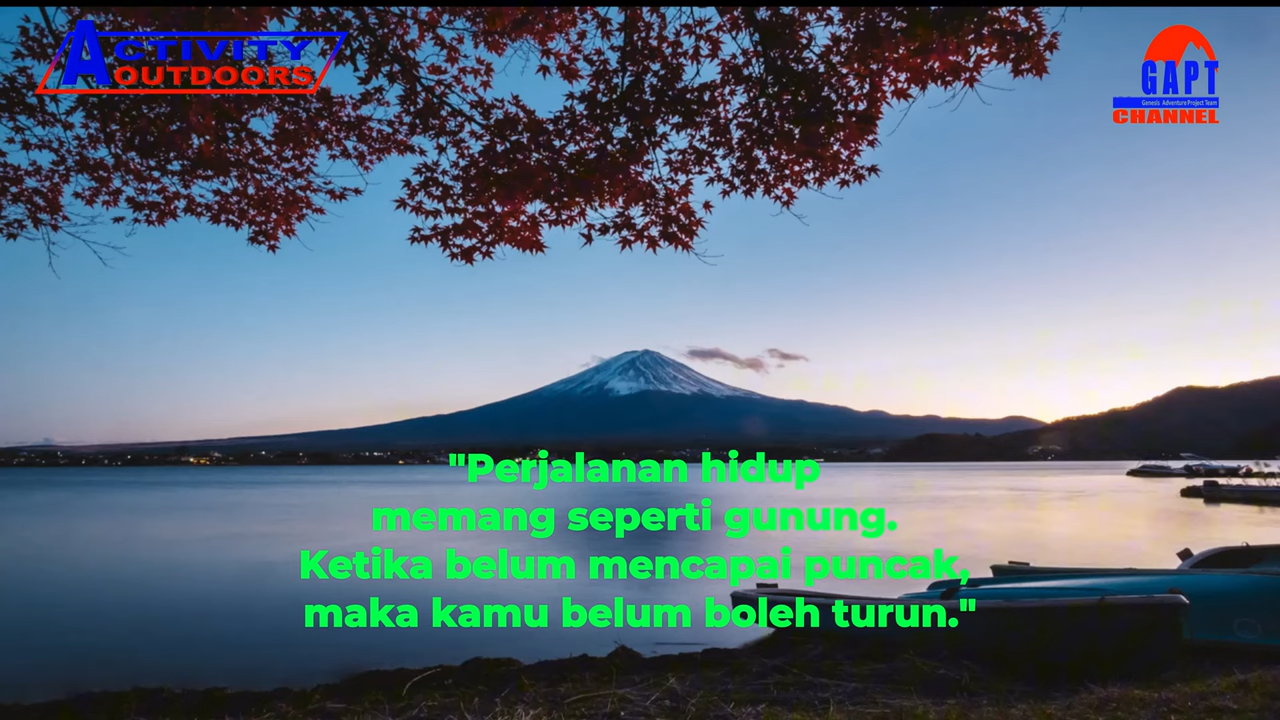 ACTIVITY
OUTDOORS
GAPT
Genesis Adventure Project Team
CHANNEL
"Perjalanan hidup
memang seperti gunung.
Ketika belum mencapai puncak,
maka kamu belum boleh turun."